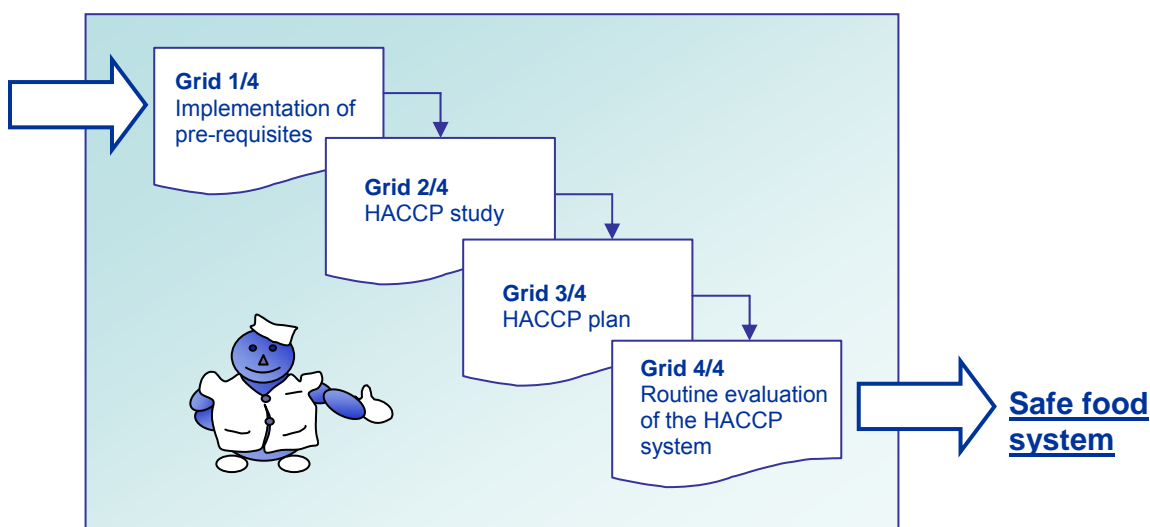 Grid 1/4
Implementation of
pre-requisites
Grid 2/4
HACCP study
Grid 3/4
HACCP plan
Grid 4/4
Routine evaluation
of the HACCP
system
Safe food
system